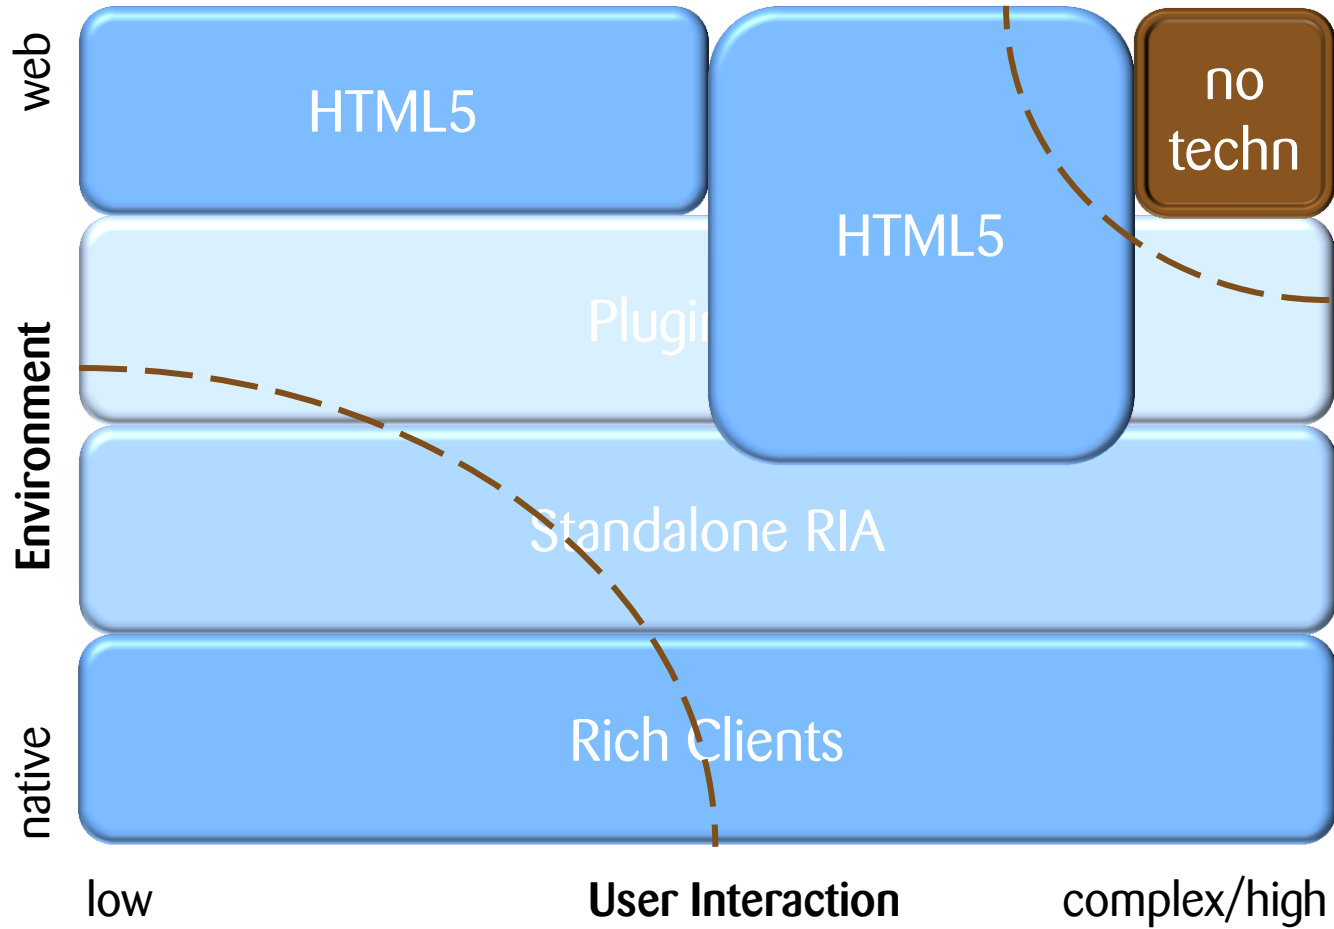 web
HTML5
no
techn
HTML5
Environment
Standalone RIA
native
Rich Clients
low
User Interaction
complex/high